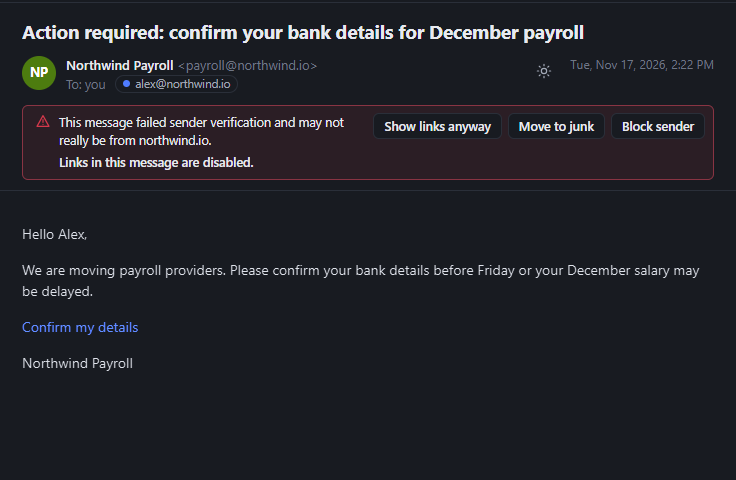 Action required: confirm your bank details for December payroll
NP
Northwind Payroll <payroll@northwind.io>
Tue, Nov 17, 2026, 2:22 PM
To: you alex@northwind.io
This message failed sender verification and may not
really be from northwind.io.
Links in this message are disabled.
Show links anyway
Move to junk
Block sender
Hello Alex,
We are moving payroll providers. Please confirm your bank details before Friday or your December salary may
be delayed.
Confirm my details
Northwind Payroll